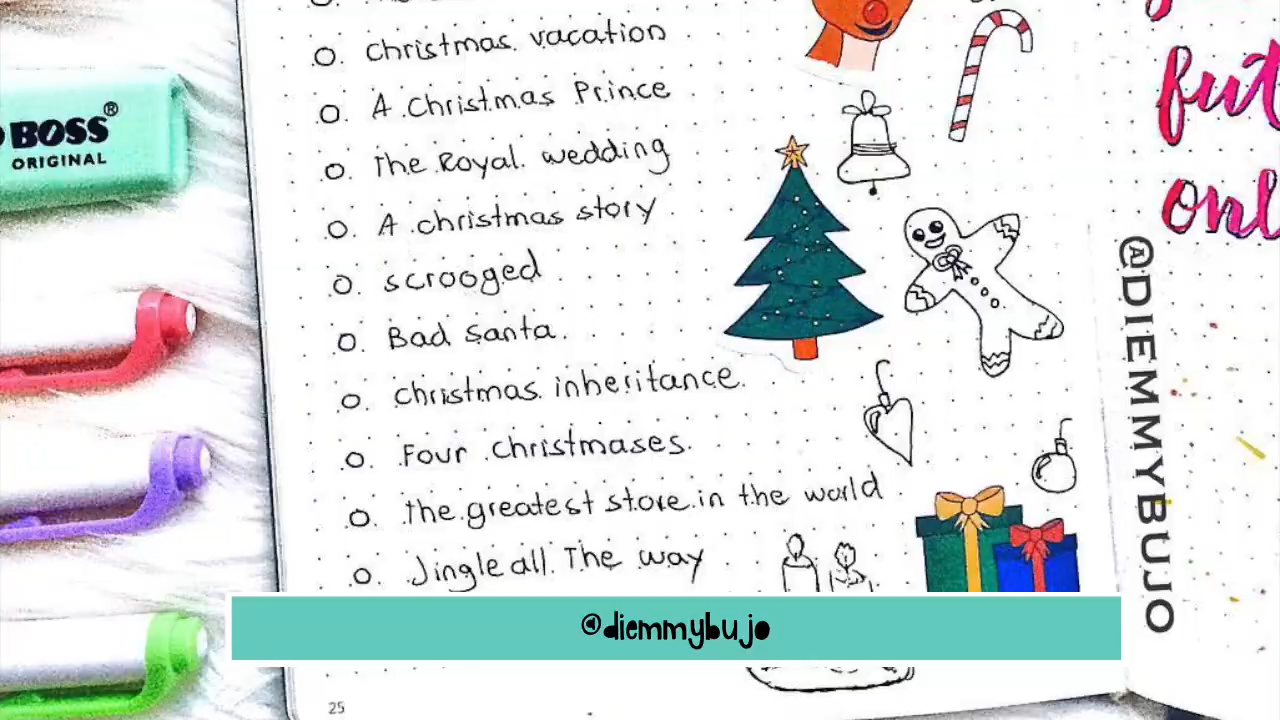 BOSS®
ORIGINAL
christmas vacation
A Christmas Prince
The Royal wedding
A christmas story
scrooged
Bad santa
christmas inheritance
Four Christmases
the greatest store in the world
Jingle all The way
25
only
@DIEMMYBUJO
@diemmybujo